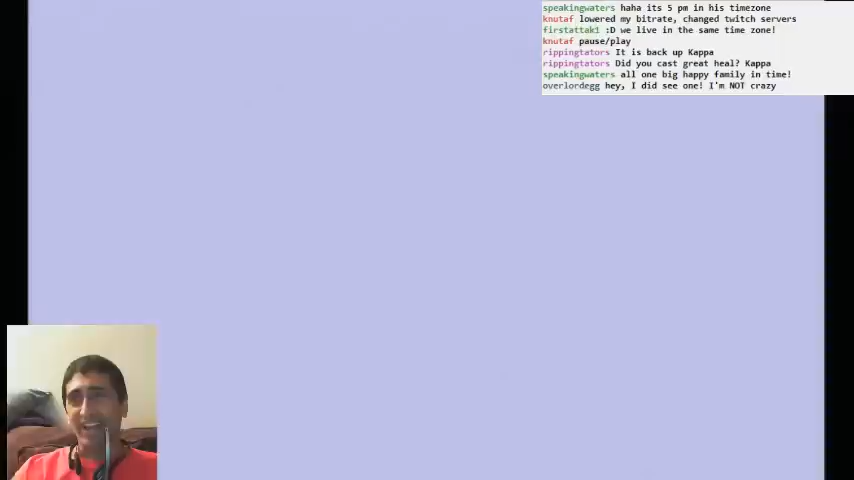 speakingwaters haha its 5 pm in his timezone
knutaf lowered my bitrate, changed twitch servers
firstattak1 :D we live in the same time zone!
knutaf pause/play
rippingtators It is back up Kappa
rippingtators Did you cast great heal? Kappa
speakingwaters all one big happy family in time!
overlordegg hey, I did see one! I'm NOT crazy